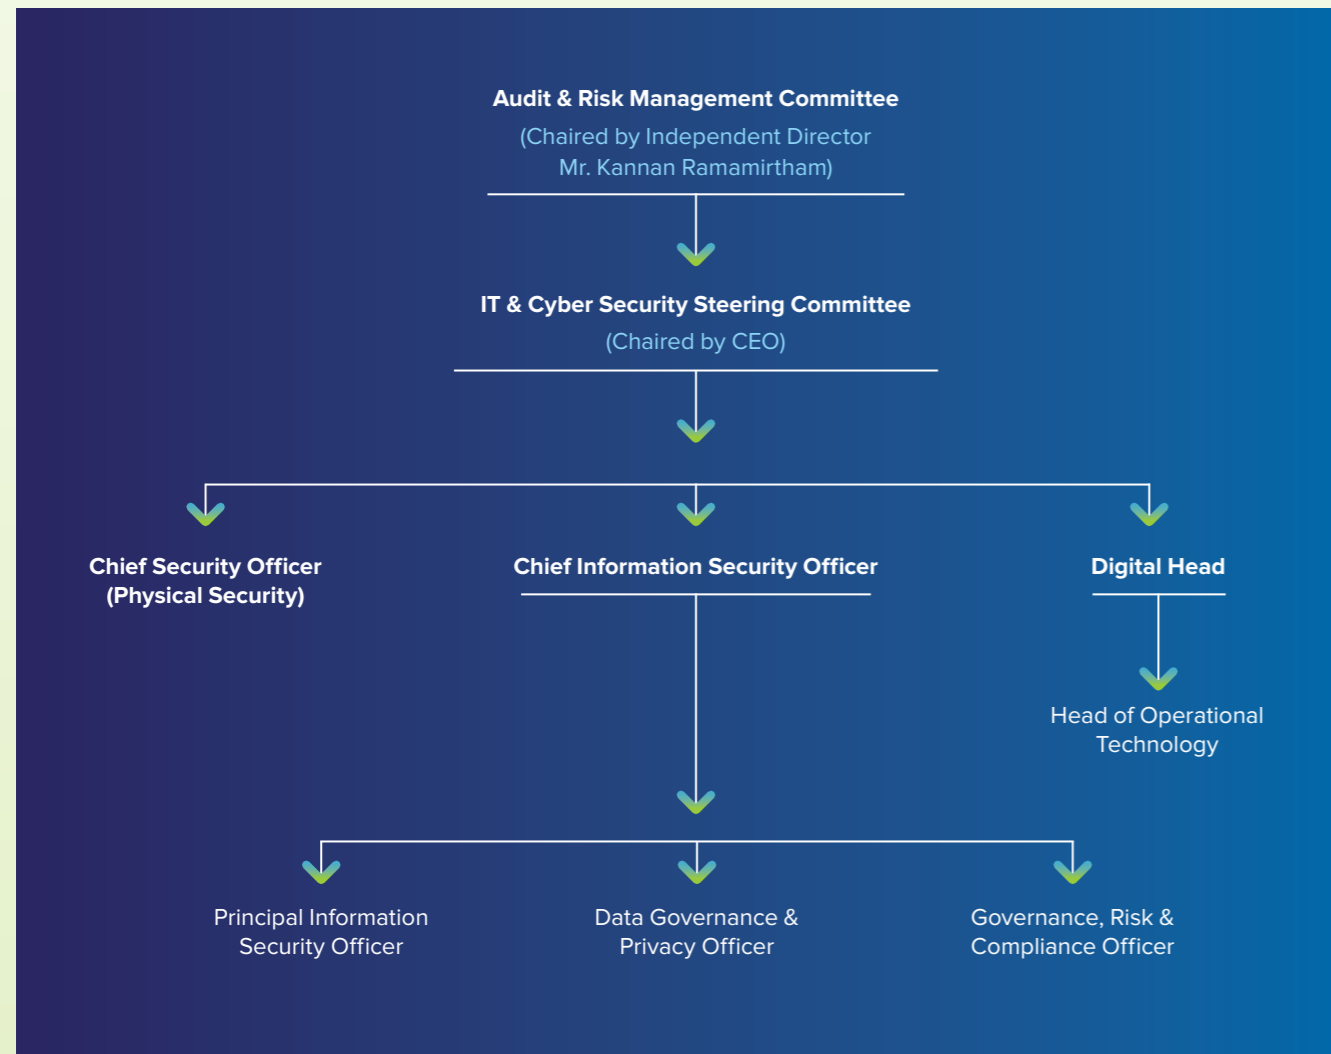 Audit & Risk Management Committee
(Chaired by Independent Director
Mr. Kannan Ramamirtham)
IT & Cyber Security Steering Committee
(Chaired by CEO)
Chief Security Officer
(Physical Security)
Chief Information Security Officer
Digital Head
Head of Operational
Technology
Principal Information
Security Officer
Data Governance &
Privacy Officer
Governance, Risk &
Compliance Officer